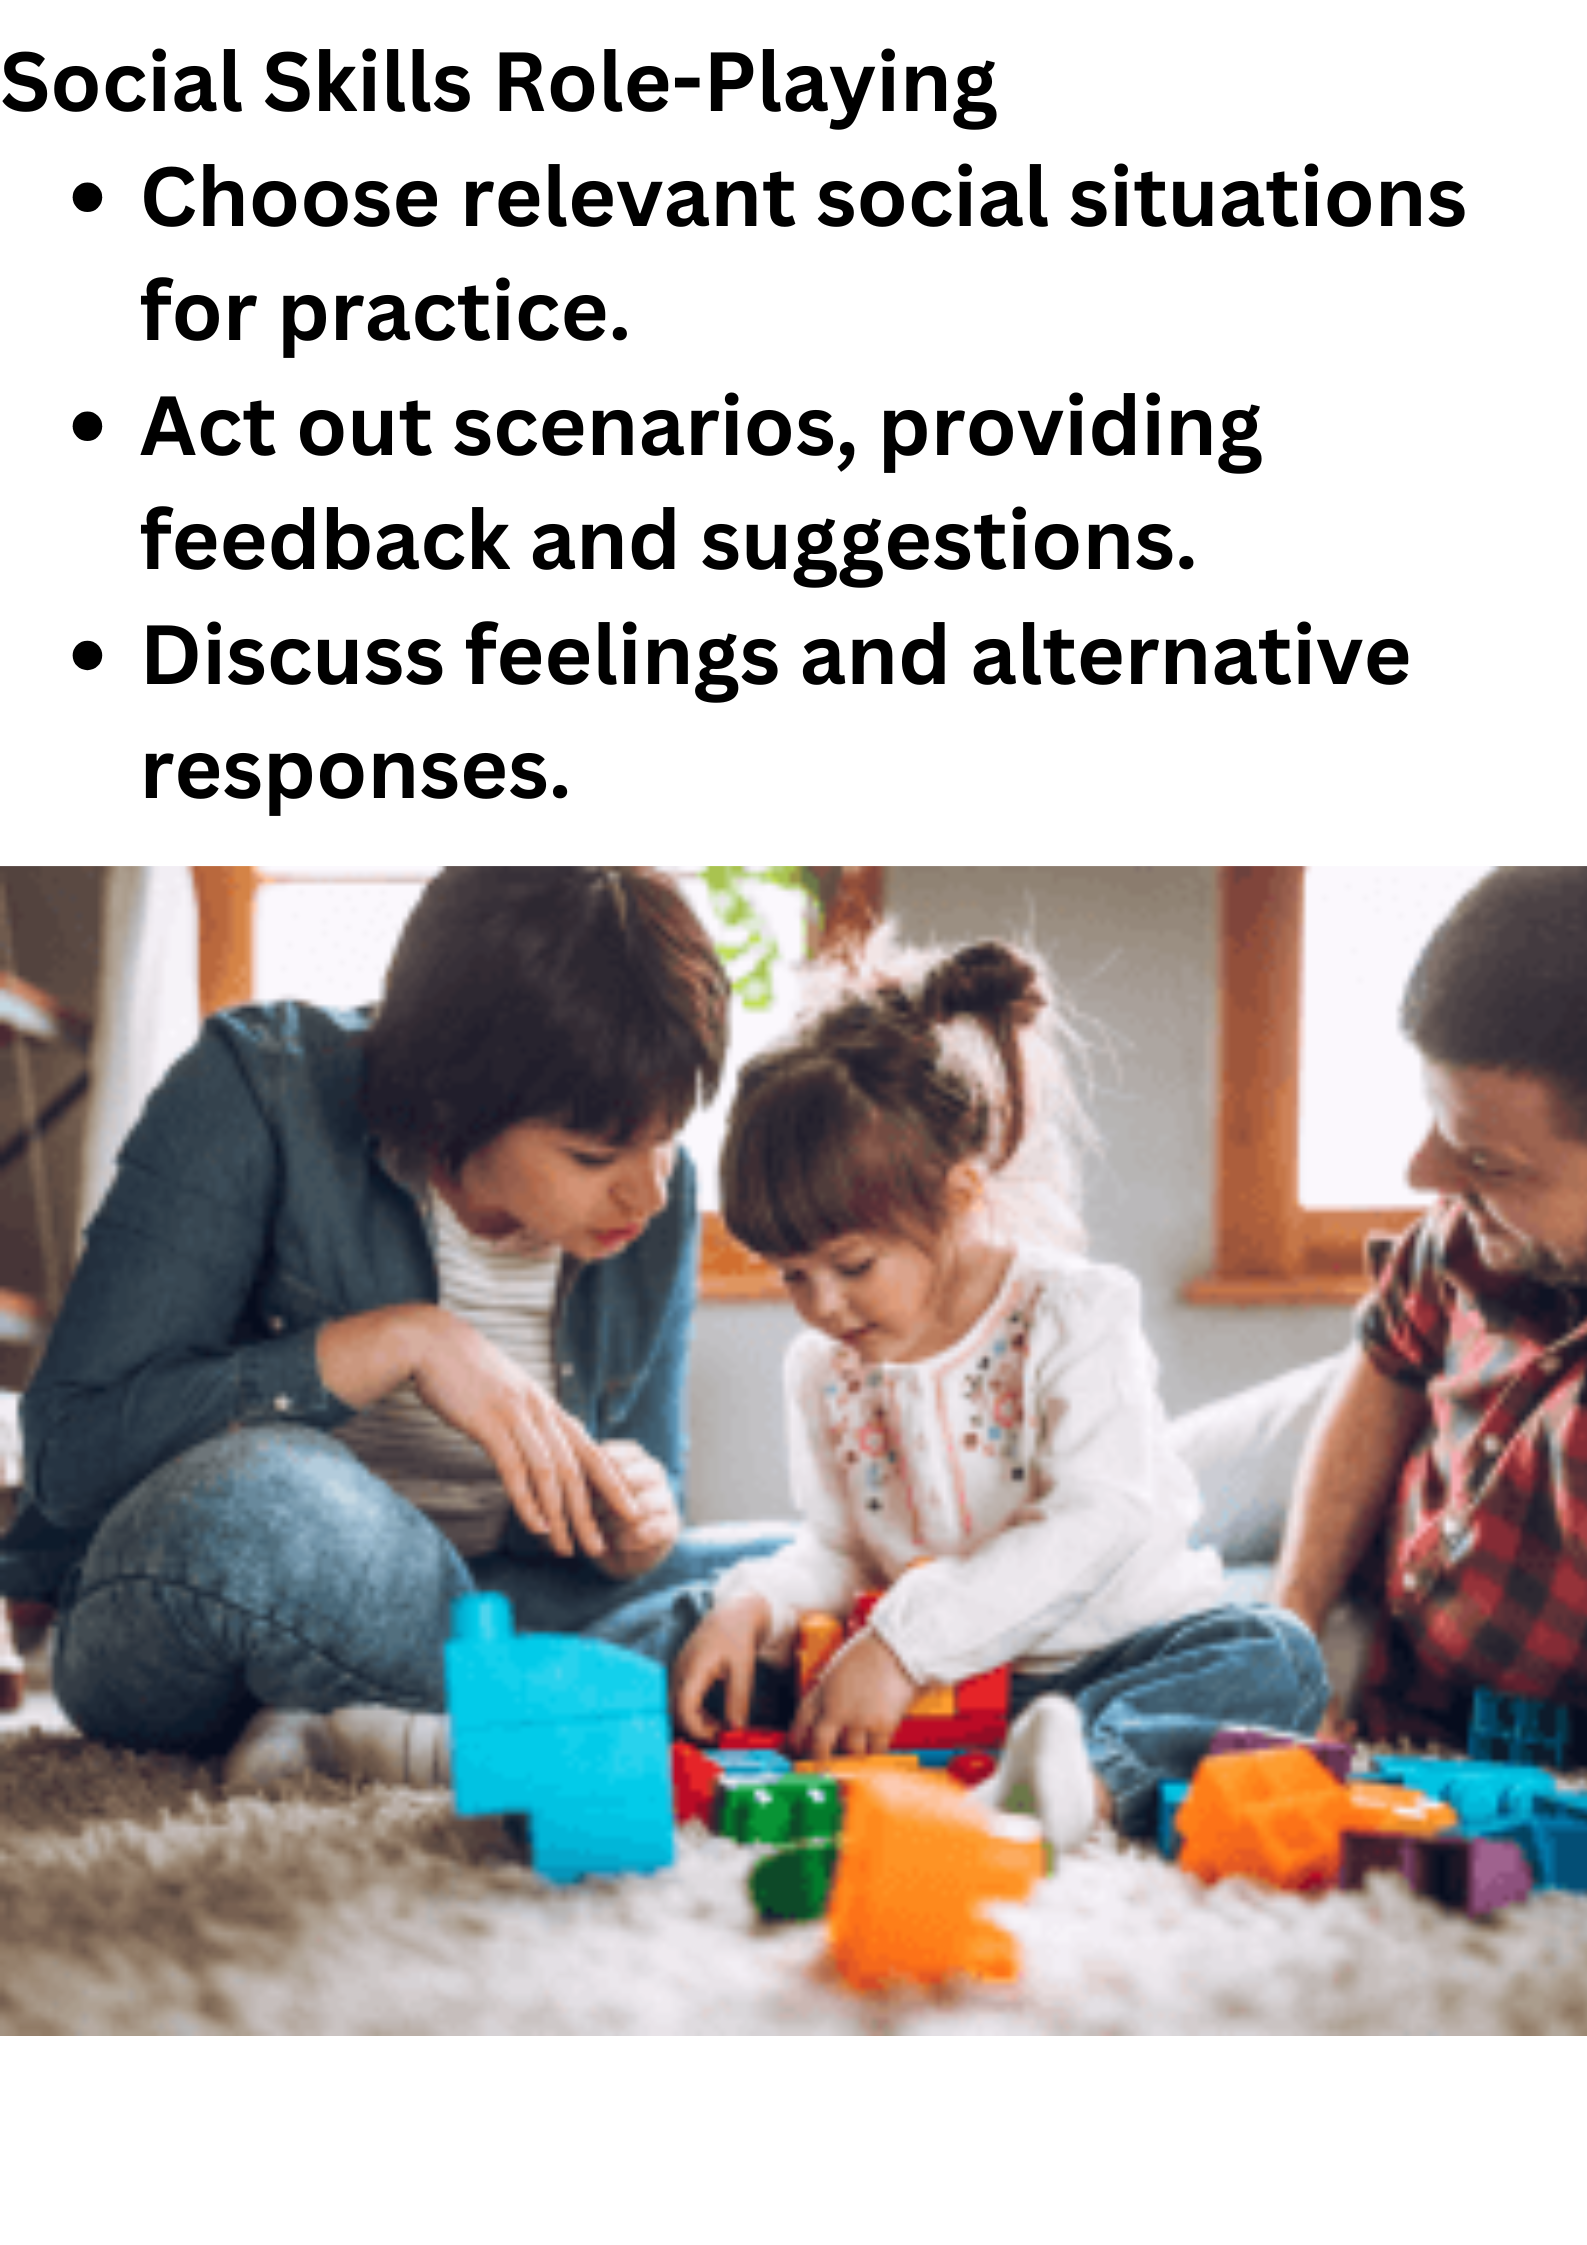 Social Skills Role-Playing
• Choose relevant social situations
for practice.
• Act out scenarios, providing
feedback and suggestions.
• Discuss feelings and alternative
responses.